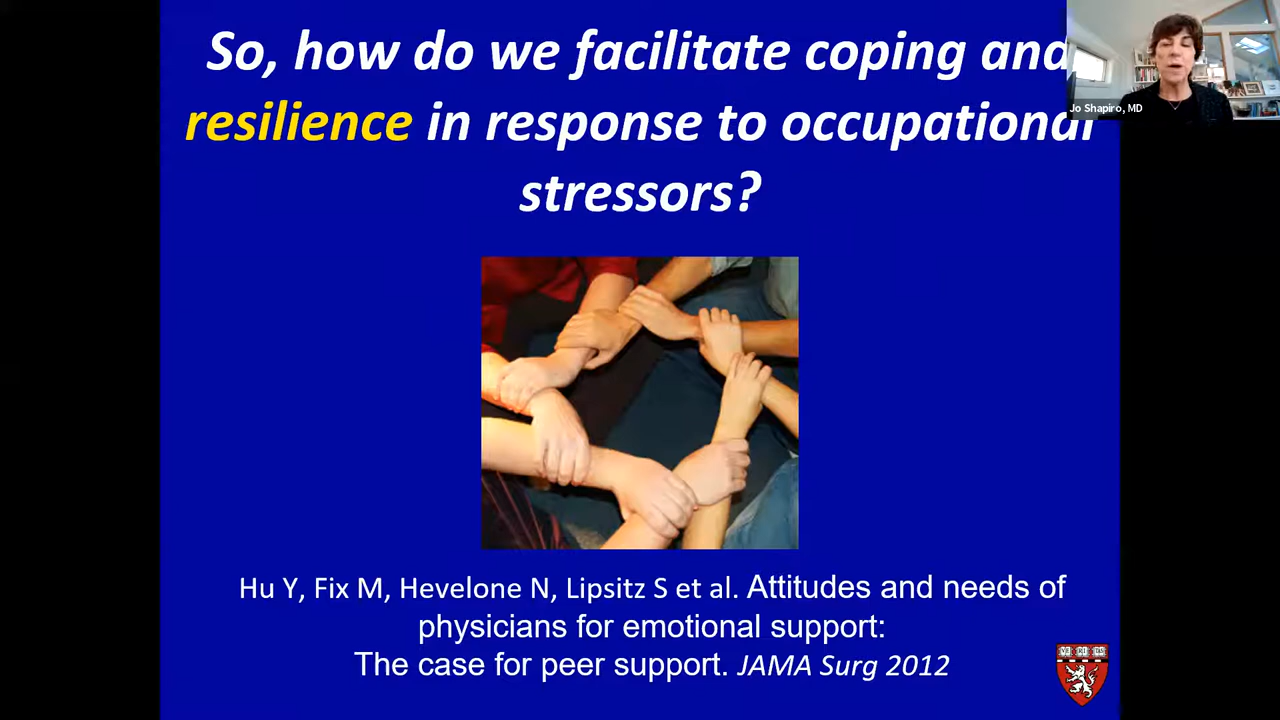 So, how do we facilitate coping and
resilience in response to occupational
stressors?
Jo Shapiro, MD
Hu Y, Fix M, Hevelone N, Lipsitz S et al. Attitudes and needs of
physicians for emotional support:
The case for peer support. JAMA Surg 2012